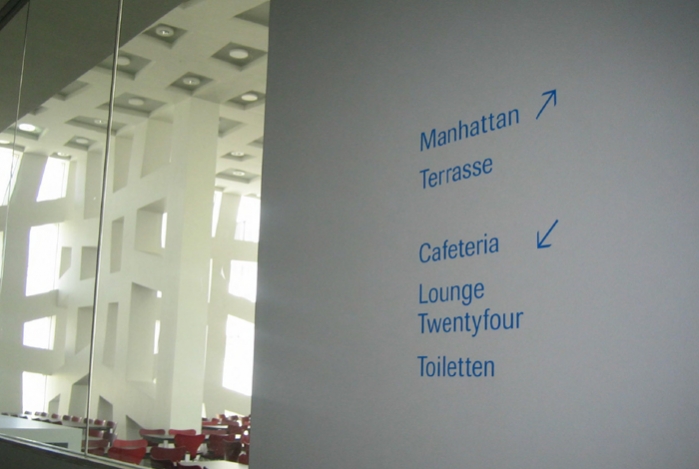 Manhattan ↗
Terrasse
Cafeteria ↙
Lounge
Twentyfour
Toiletten